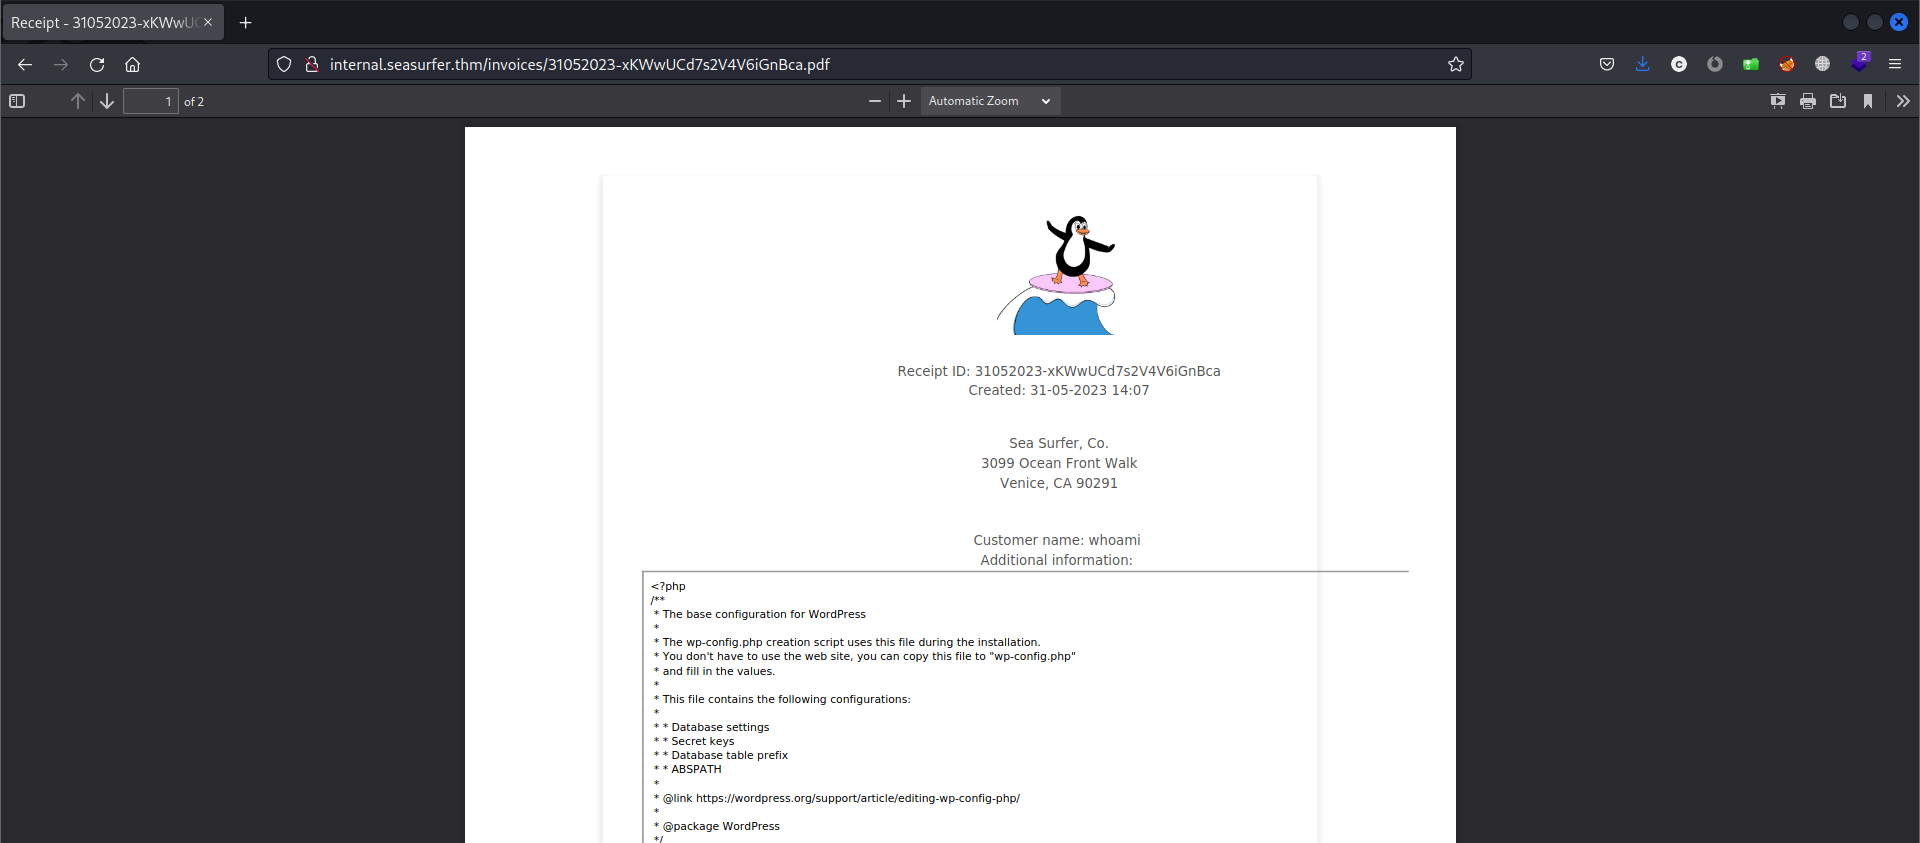 Receipt - 31052023-xKWwUC
internal.seasurfer.thm/invoices/31052023-xKWwUCd7s2V4V6iGnBca.pdf
2
1 of 2
Automatic Zoom
Receipt ID: 31052023-xKWwUCd7s2V4V6iGnBca
Created: 31-05-2023 14:07
Sea Surfer, Co.
3099 Ocean Front Walk
Venice, CA 90291
Customer name: whoami
Additional information:
<?php
/**
* The base configuration for WordPress
*
* The wp-config.php creation script uses this file during the installation.
* You don't have to use the web site, you can copy this file to "wp-config.php"
* and fill in the values.
*
* This file contains the following configurations:
*
* * Database settings
* * Secret keys
* * Database table prefix
* * ABSPATH
*
* @link https://wordpress.org/support/article/editing-wp-config-php/
*
* @package WordPress
*/